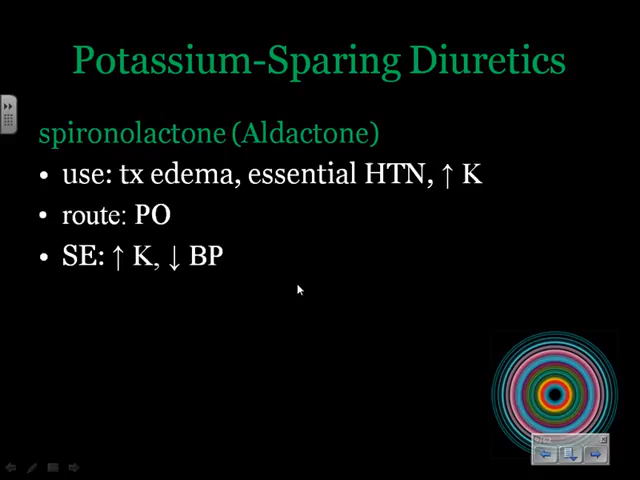 Potassium-Sparing Diuretics
spironolactone (Aldactone)
• use: tx edema, essential HTN, ↑ K
• route: PO
• SE: ↑ K, ↓ BP